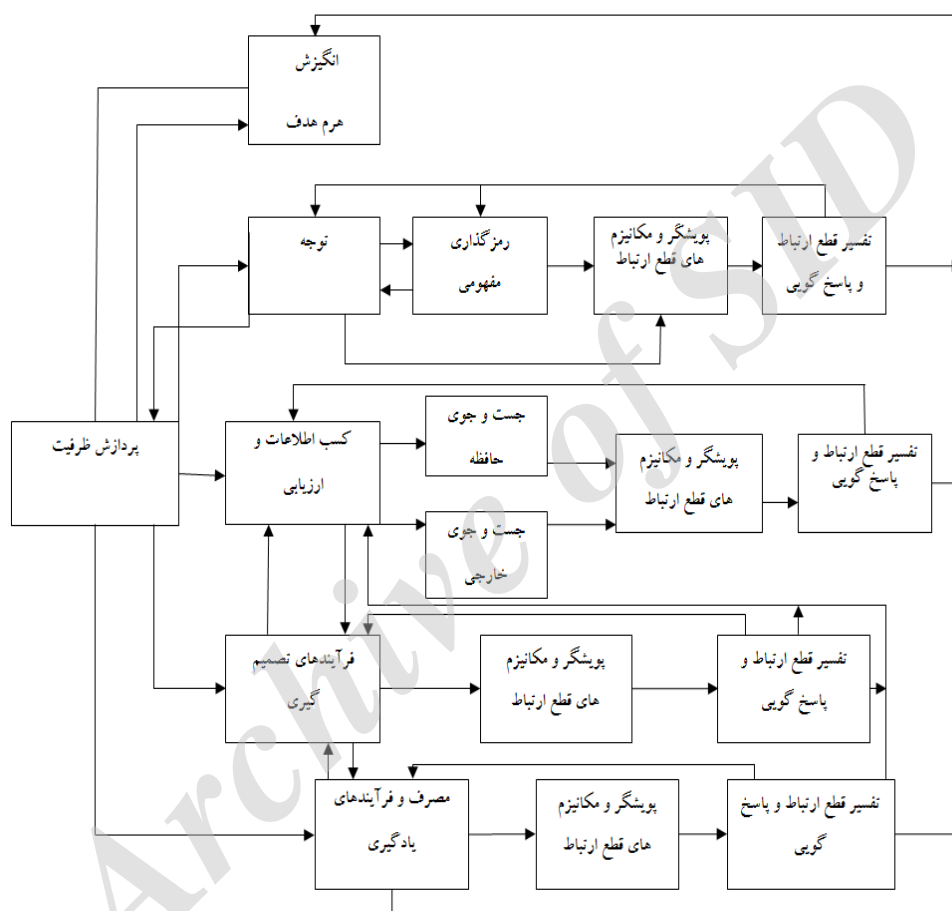 انگیزش
هرم هدف
توجه
رمزگذاری
مفهومی
پویشگر و مکانیزم
های قطع ارتباط
تفسیر قطع ارتباط
و پاسخ گویی
پردازش ظرفیت
کسب اطلاعات و
ارزیابی
جست و جوی
حافظه
جست و جوی
خارجی
پویشگر و مکانیزم
های قطع ارتباط
تفسیر قطع ارتباط و
پاسخ گویی
فرآیندهای تصمیم
گیری
پویشگر و مکانیزم
های قطع ارتباط
تفسیر قطع ارتباط و
پاسخ گویی
مصرف و فرآیندهای
یادگیری
پویشگر و مکانیزم
های قطع ارتباط
تفسیر قطع ارتباط و پاسخ
گویی
Archive of SID